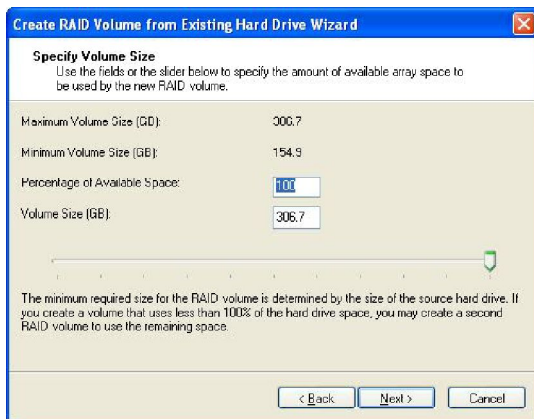 Create RAID Volume from Existing Hard Drive Wizard
Specify Volume Size
Use the fields or the slider below to specify the amount of available array space to
be used by the new RAID volume.
Maximum Volume Size (GB): 306.7
Minimum Volume Size (GB): 154.9
Percentage of Available Space: 100
Volume Size (GB): 306.7
The minimum required size for the RAID volume is determined by the size of the source hard drive. If
you create a volume that uses less than 100% of the hard drive space, you may create a second
RAID volume to use the remaining space.
< Back Next > Cancel